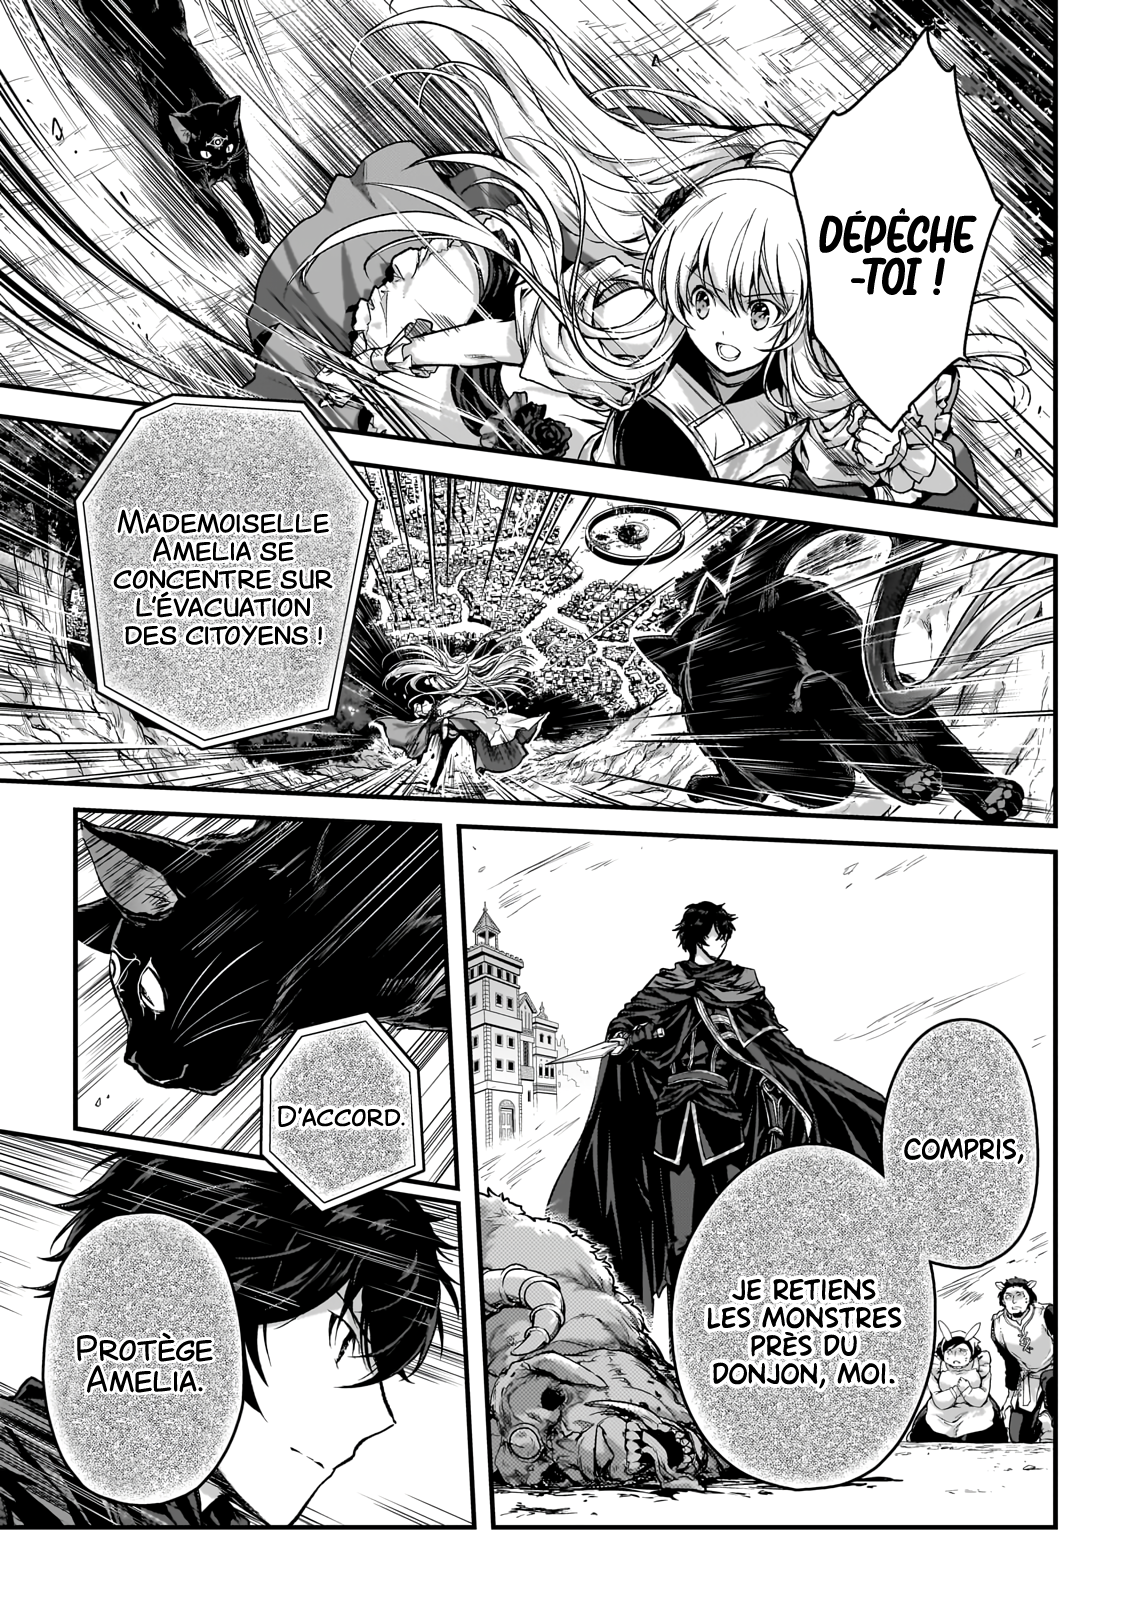 DÉPÊCHE
-TOI !
MADEMOISELLE
AMELIA SE
CONCENTRE SUR
L'ÉVACUATION
DES CITOYENS !
COMPRIS,
JE RETIENS
LES MONSTRES
PRÈS DU
DONJON, MOI.
D'ACCORD.
PROTÈGE
AMELIA.